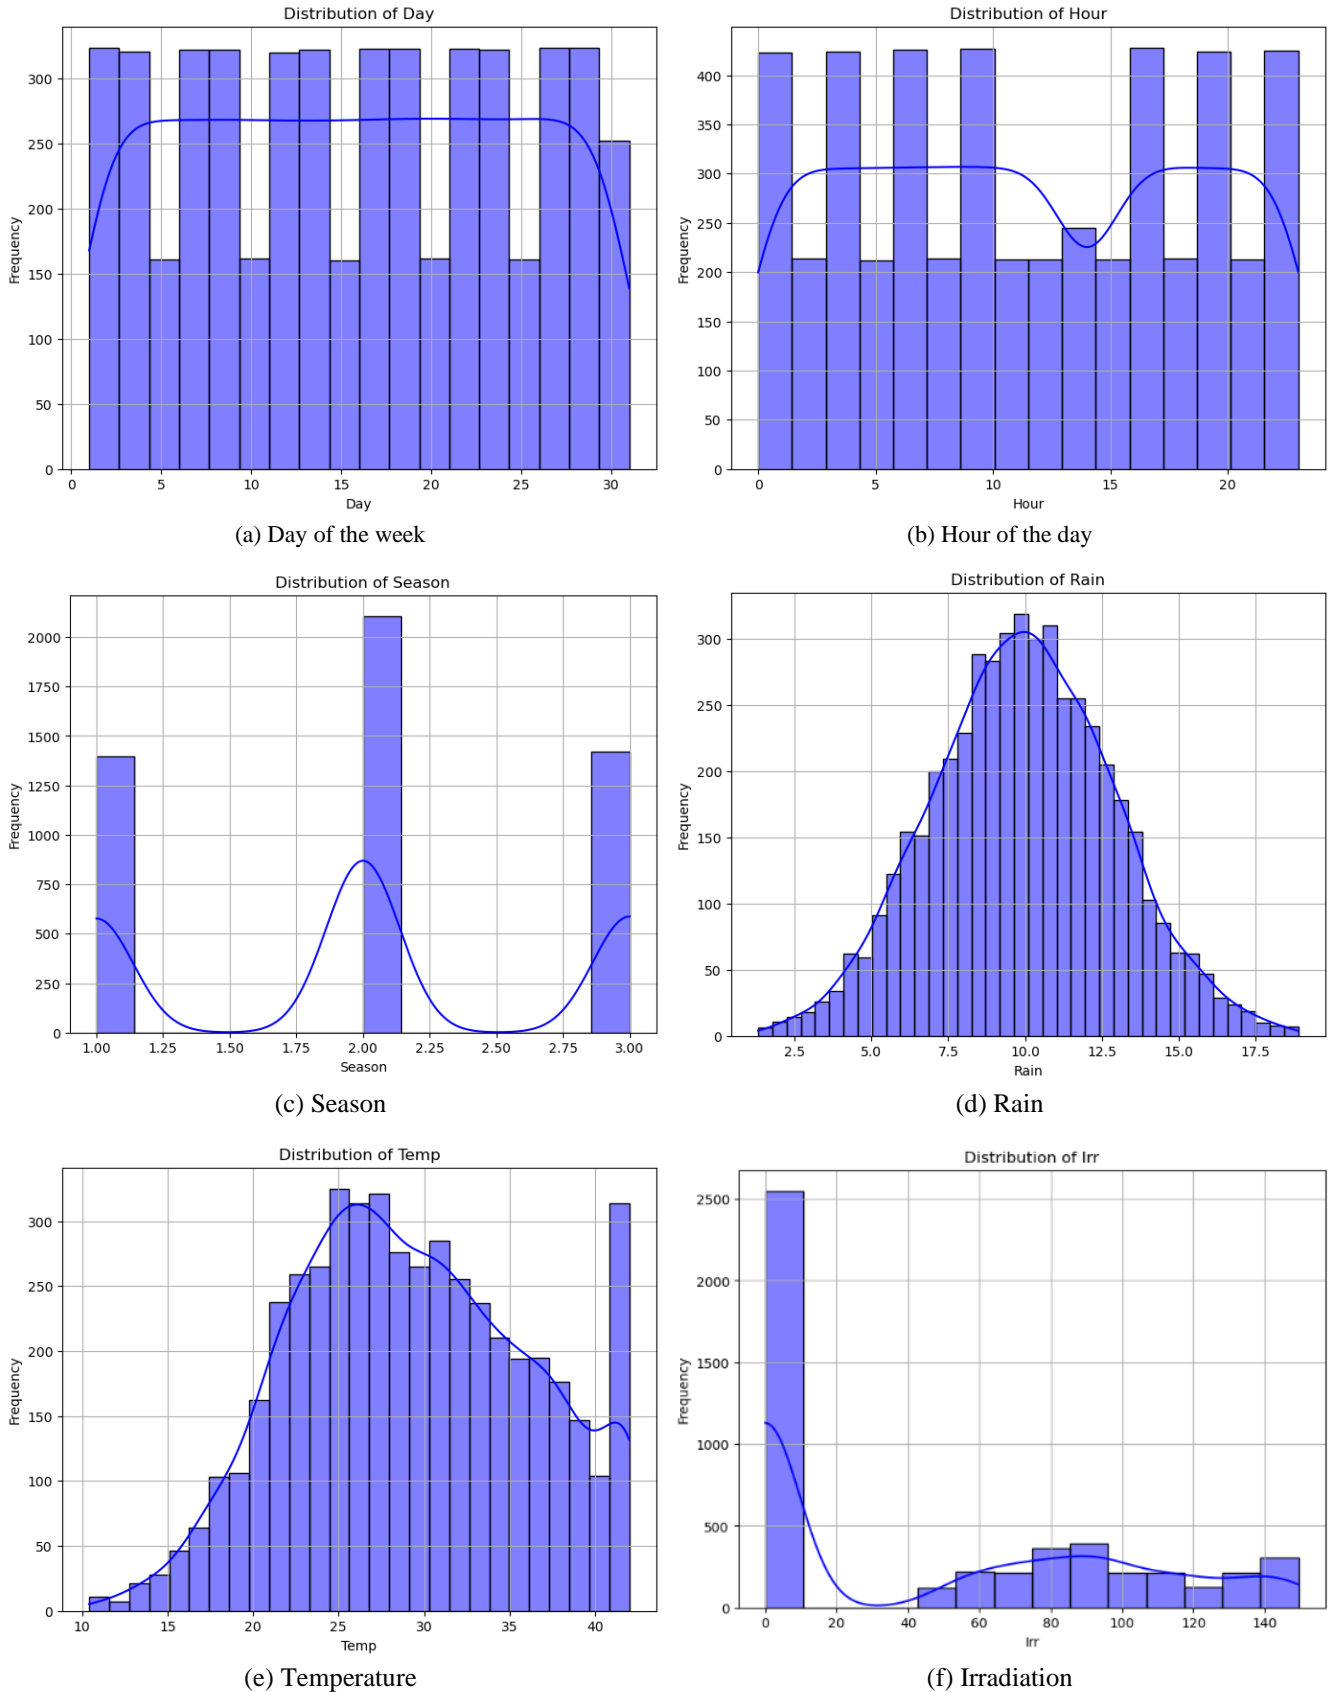 Distribution of Day
Frequency
300
250
200
150
100
50
0
0 5 10 15 20 25 30
Day
(a) Day of the week
Distribution of Hour
Frequency
400
350
300
250
200
150
100
50
0
0 5 10 15 20
Hour
(b) Hour of the day
Distribution of Season
Frequency
2000
1750
1500
1250
1000
750
500
250
0
1.00 1.25 1.50 1.75 2.00 2.25 2.50 2.75 3.00
Season
(c) Season
Distribution of Rain
Frequency
300
250
200
150
100
50
0
2.5 5.0 7.5 10.0 12.5 15.0 17.5
Rain
(d) Rain
Distribution of Temp
Frequency
300
250
200
150
100
50
0
10 15 20 25 30 35 40
Temp
(e) Temperature
Distribution of Irr
Frequency
2500
2000
1500
1000
500
0
0 20 40 60 80 100 120 140
Irr
(f) Irradiation